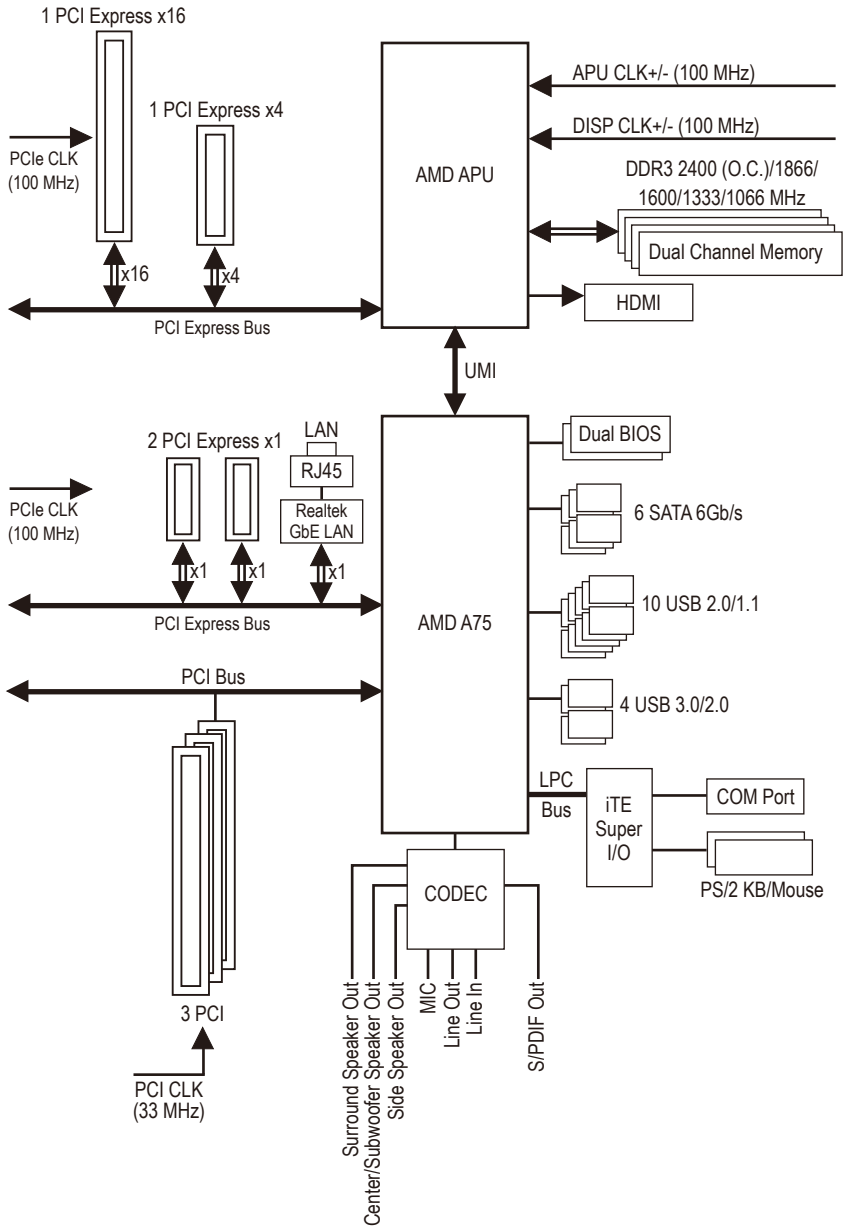 1 PCI Express x16
1 PCI Express x4
PCIe CLK
(100 MHz)
x16
x4
PCI Express Bus
AMD APU
APU CLK+/- (100 MHz)
DISP CLK+/- (100 MHz)
DDR3 2400 (O.C.)/1866/
1600/1333/1066 MHz
Dual Channel Memory
HDMI
UMI
2 PCI Express x1
LAN
RJ45
Realtek
GbE LAN
PCIe CLK
(100 MHz)
x1
x1
x1
PCI Express Bus
AMD A75
Dual BIOS
6 SATA 6Gb/s
10 USB 2.0/1.1
4 USB 3.0/2.0
PCI Bus
LPC
Bus
iTE
Super
I/O
COM Port
PS/2 KB/Mouse
CODEC
3 PCI
PCI CLK
(33 MHz)
Surround Speaker Out
Center/Subwoofer Speaker Out
Side Speaker Out
MIC
Line Out
Line In
S/PDIF Out